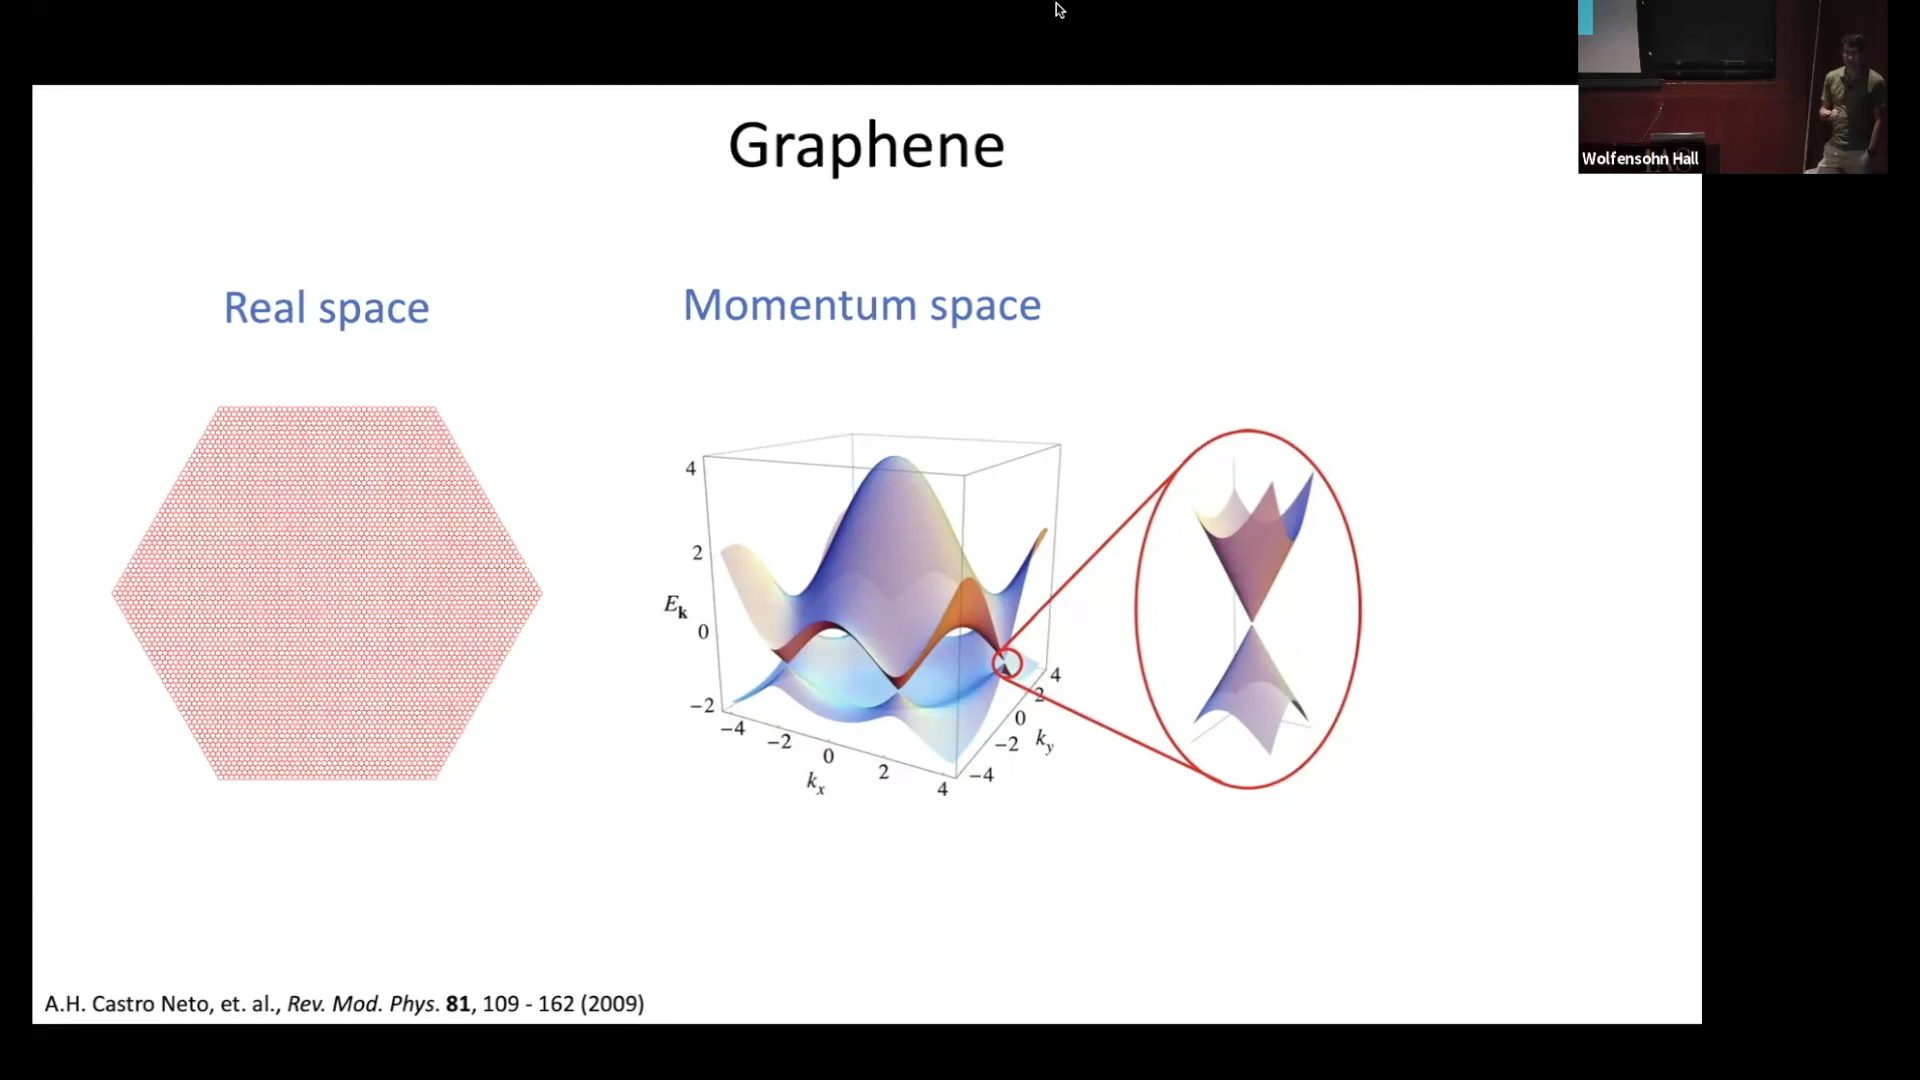 Graphene
Wolfensohn Hall
IAS
Real space
Momentum space
4
2
E_k
0
−2
−4
−2
0
2
4
k_x
−4
−2
0
2
4
k_y
A.H. Castro Neto, et. al., Rev. Mod. Phys. 81, 109 - 162 (2009)